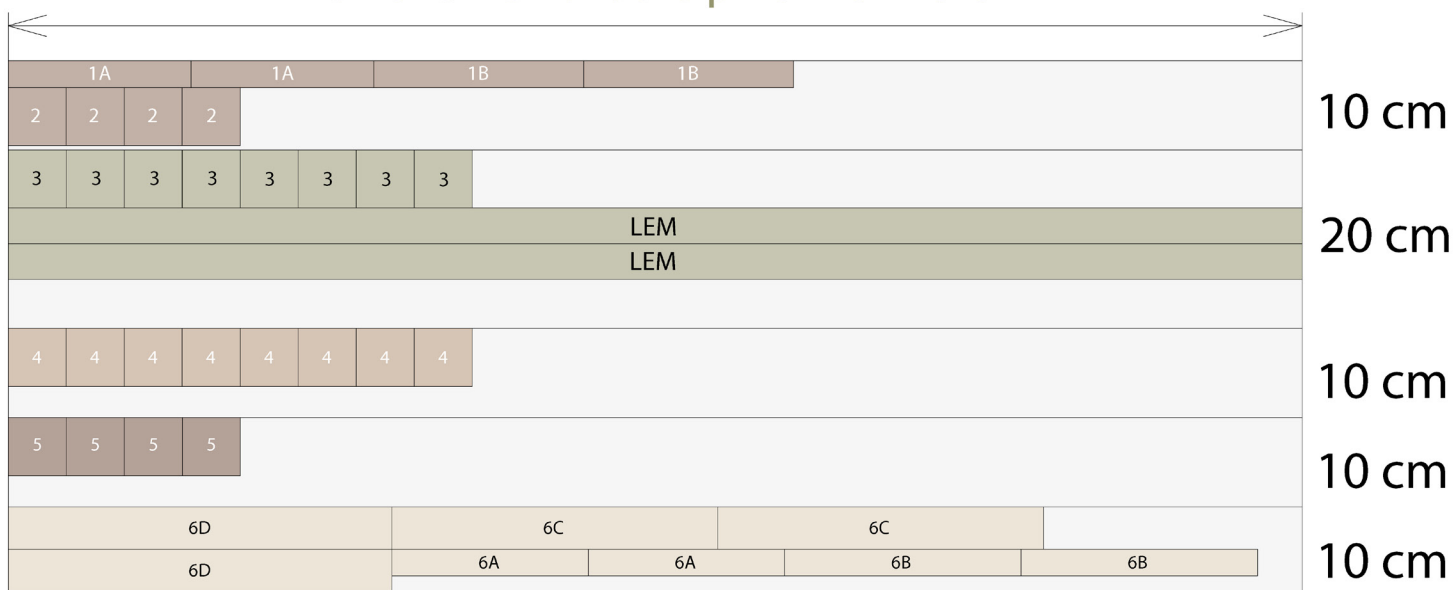 1A 1A 1B 1B
10 cm
2 2 2 2
3 3 3 3 3 3 3 3
LEM
20 cm
LEM
4 4 4 4 4 4 4 4
10 cm
5 5 5 5
10 cm
6D 6C 6C
6D 6A 6A 6B 6B
10 cm